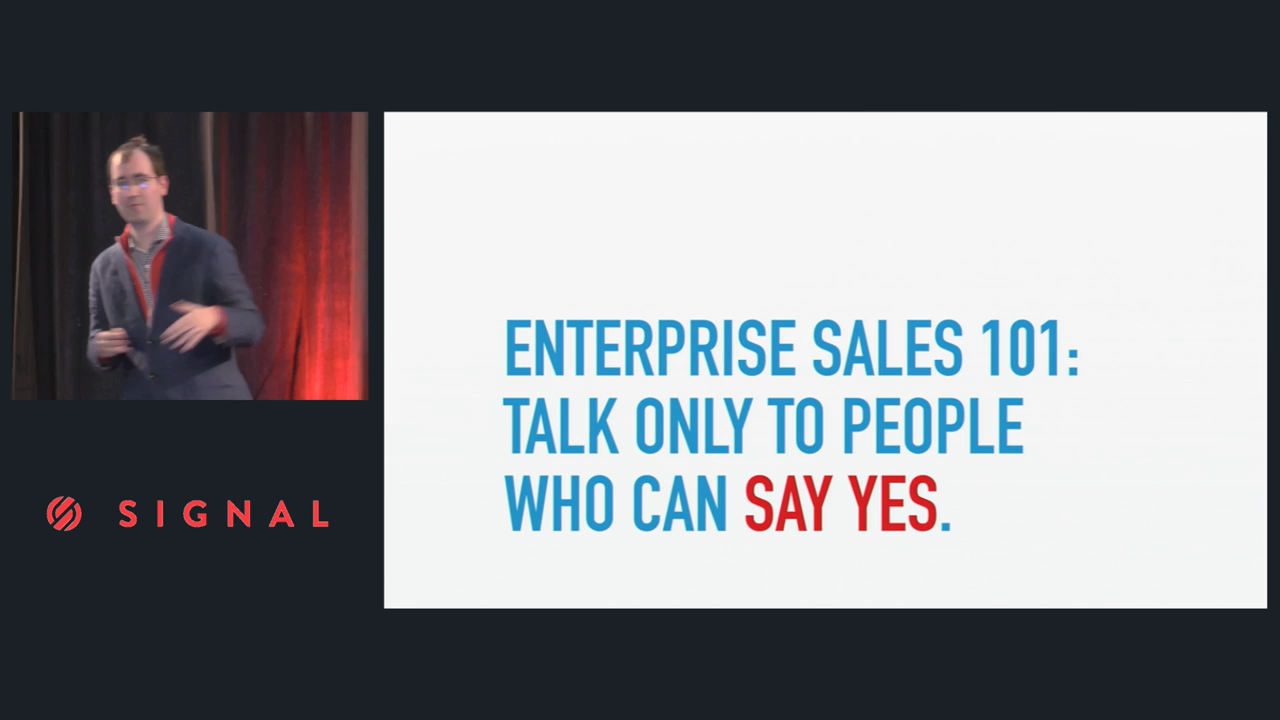 SIGNAL
ENTERPRISE SALES 101:
TALK ONLY TO PEOPLE
WHO CAN SAY YES.